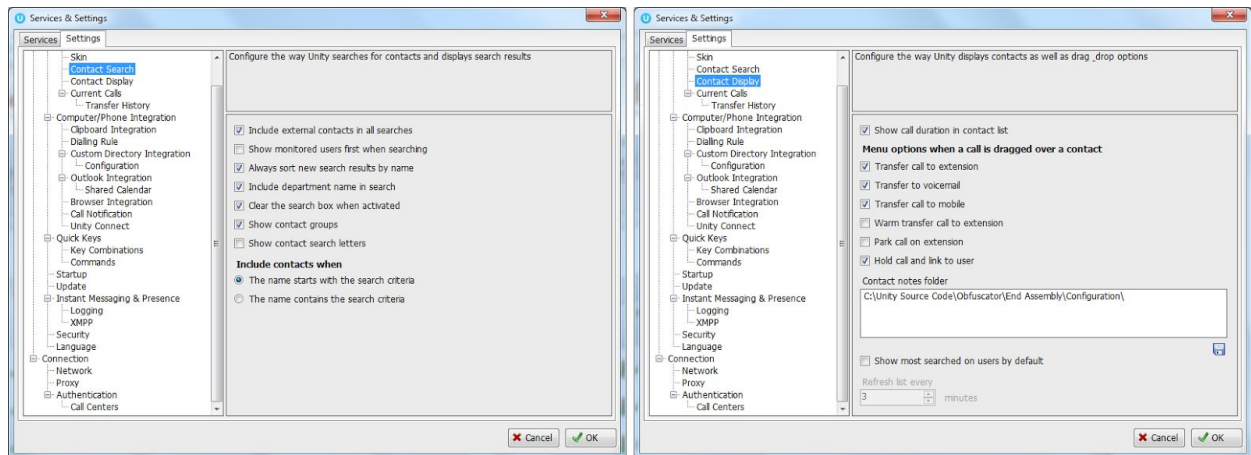 Services & Settings
Services Settings
Skin
Contact Search
Contact Display
Current Calls
Transfer History
Computer/Phone Integration
Clipboard Integration
Dialing Rule
Custom Directory Integration
Configuration
Outlook Integration
Shared Calendar
Browser Integration
Call Notification
Unity Connect
Quick Keys
Key Combinations
Commands
Startup
Update
Instant Messaging & Presence
Logging
XMPP
Security
Language
Connection
Network
Proxy
Authentication
Call Centers
Configure the way Unity searches for contacts and displays search results
Include external contacts in all searches
Show monitored users first when searching
Always sort new search results by name
Include department name in search
Clear the search box when activated
Show contact groups
Show contact search letters
Include contacts when
The name starts with the search criteria
The name contains the search criteria
Cancel OK
Services & Settings
Services Settings
Skin
Contact Search
Contact Display
Current Calls
Transfer History
Computer/Phone Integration
Clipboard Integration
Dialing Rule
Custom Directory Integration
Configuration
Outlook Integration
Shared Calendar
Browser Integration
Call Notification
Unity Connect
Quick Keys
Key Combinations
Commands
Startup
Update
Instant Messaging & Presence
Logging
XMPP
Security
Language
Connection
Network
Proxy
Authentication
Call Centers
Configure the way Unity displays contacts as well as drag _drop options
Show call duration in contact list
Menu options when a call is dragged over a contact
Transfer call to extension
Transfer to voicemail
Transfer call to mobile
Warm transfer call to extension
Park call on extension
Hold call and link to user
Contact notes folder
C:\Unity Source Code\Obfuscator\End Assembly\Configuration\
Show most searched on users by default
Refresh list every
3 minutes
Cancel OK